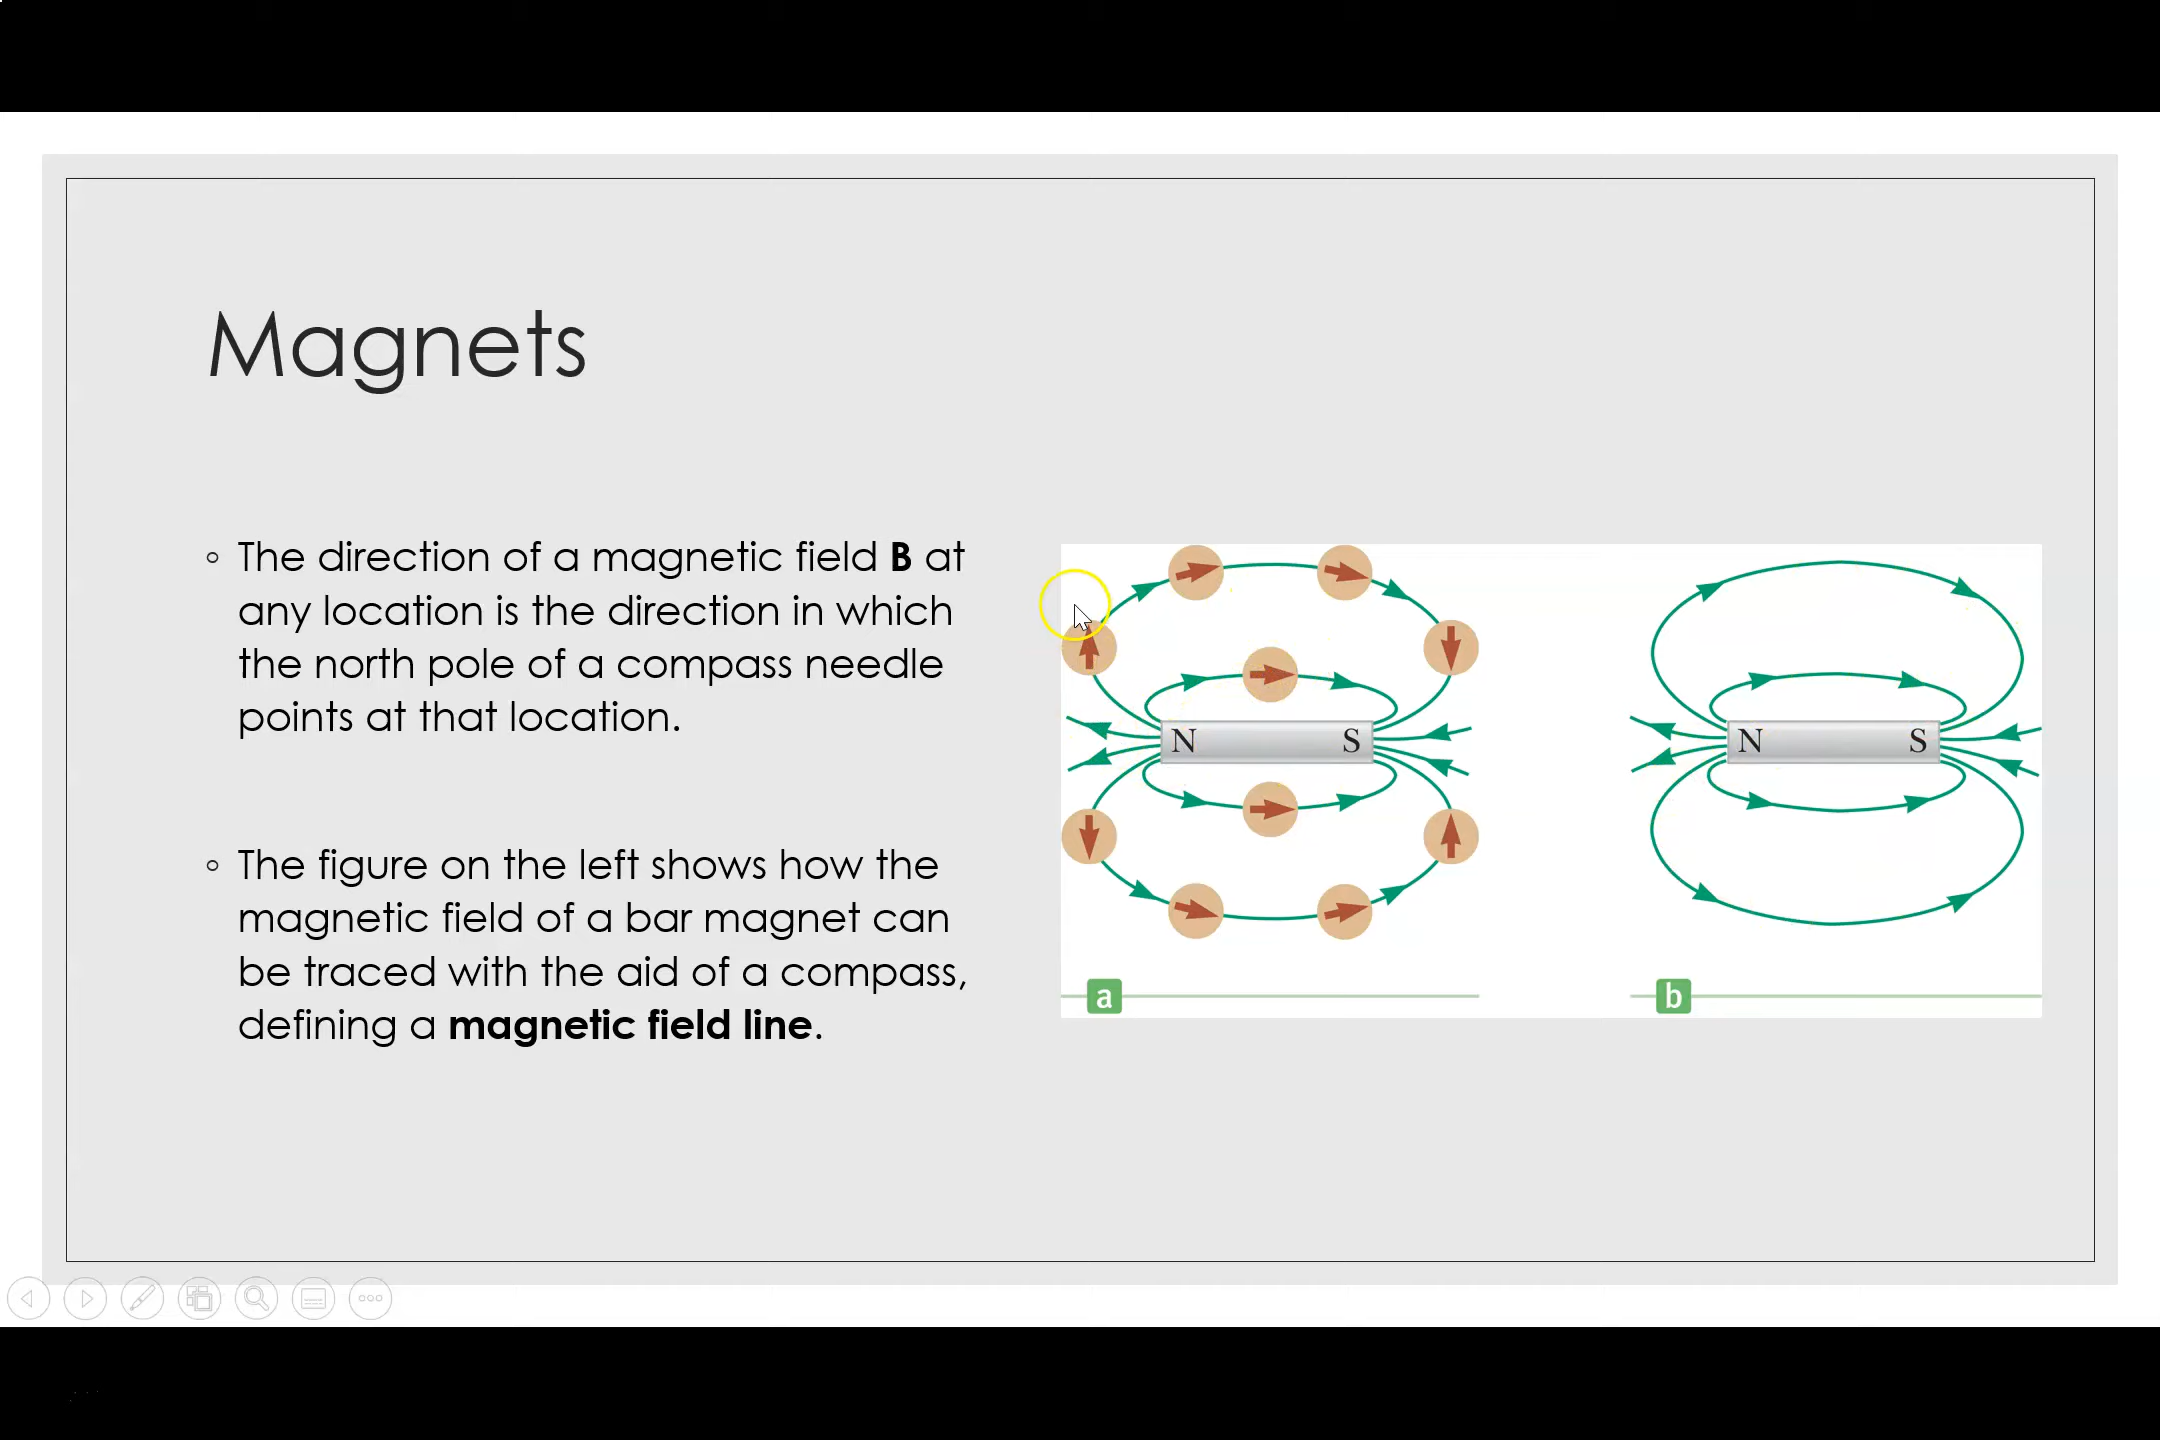 Magnets
◦ The direction of a magnetic field B at
any location is the direction in which
the north pole of a compass needle
points at that location.
◦ The figure on the left shows how the
magnetic field of a bar magnet can
be traced with the aid of a compass,
defining a magnetic field line.
N S
a
N S
b